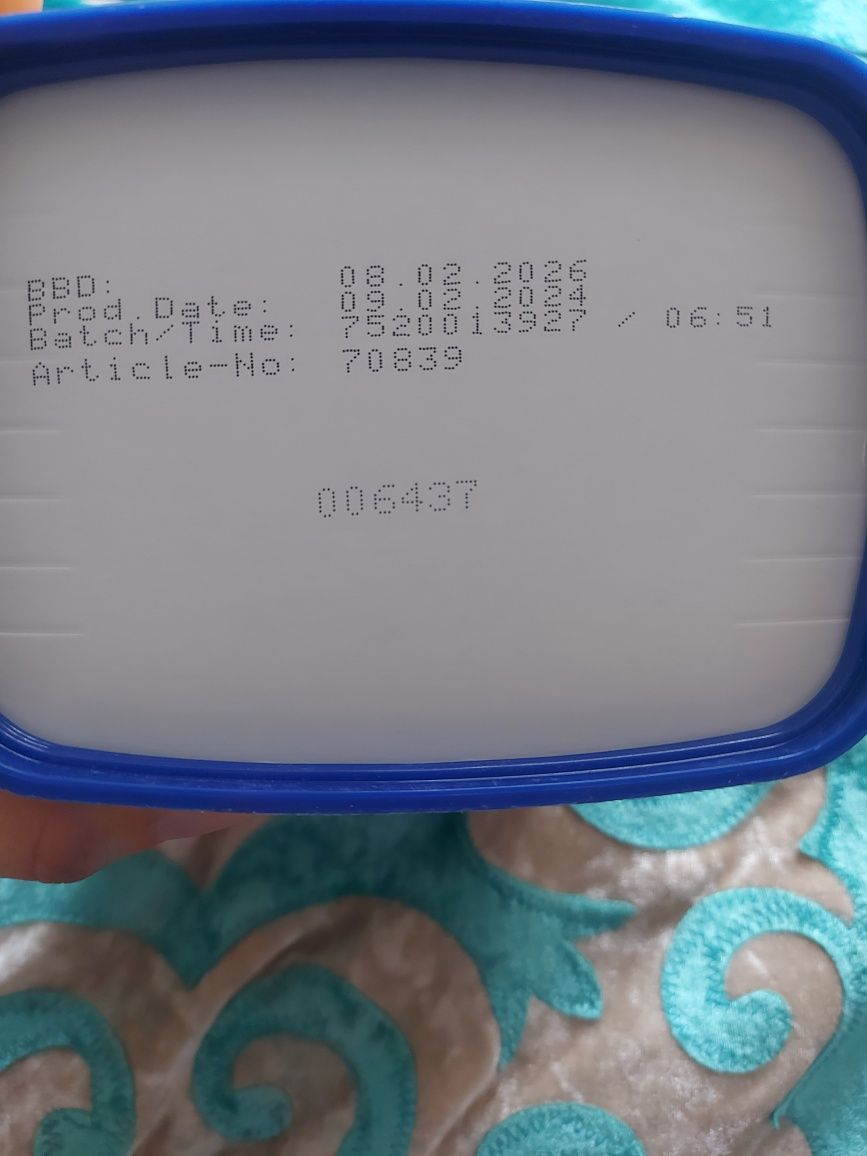 BBD: 08.02.2026
Prod.Date: 09.02.2024
Batch/Time: 7520013927 / 06:51
Article-No: 70839
006437